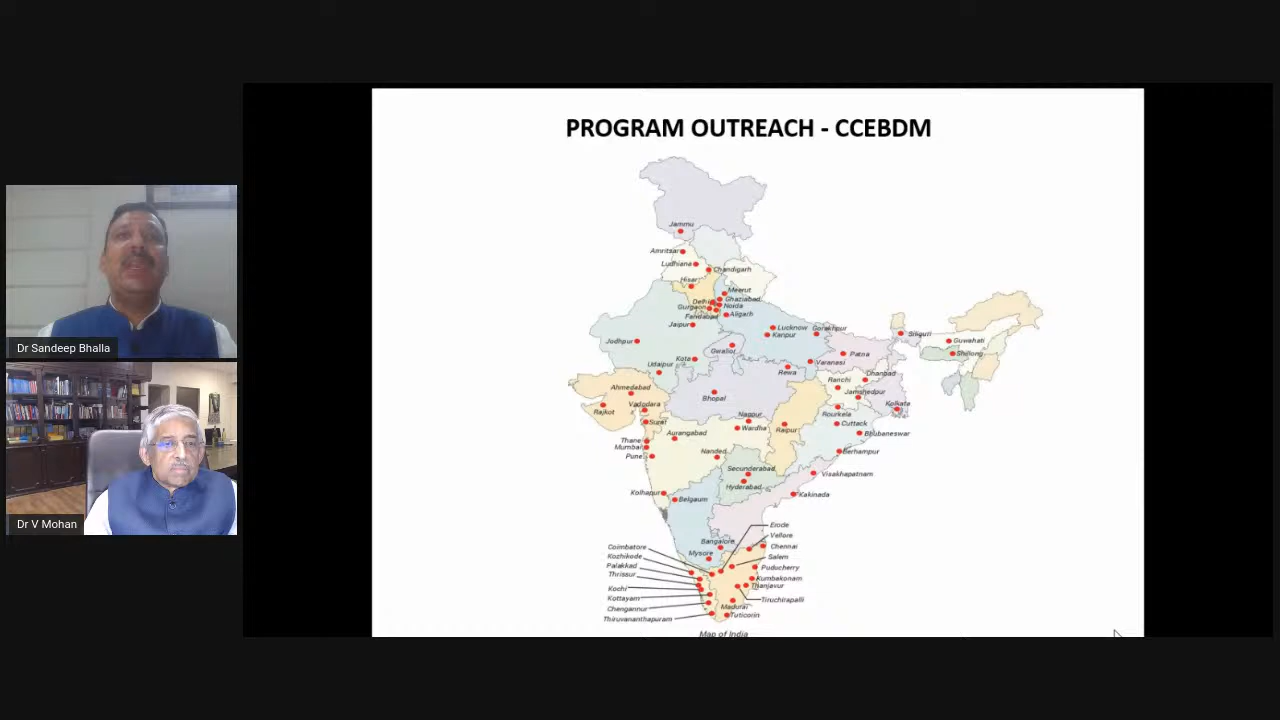 PROGRAM OUTREACH - CCEBDM
Jammu
Amritsar
Ludhiana
Chandigarh
Hisar
Meerut
Delhi
Ghaziabad
Gurgaon
Noida
Faridabad
Aligarh
Jaipur
Lucknow
Gorakhpur
Kanpur
Siliguri
Guwahati
Jodhpur
Gwalior
Patna
Shillong
Kota
Varanasi
Udaipur
Rewa
Dhanbad
Ranchi
Ahmedabad
Jamshedpur
Bhopal
Vadodara
Kolkata
Rajkot
Nagpur
Rourkela
Surat
Cuttack
Wardha
Raipur
Aurangabad
Bhubaneswar
Thane
Mumbai
Berhampur
Pune
Nanded
Secunderabad
Visakhapatnam
Hyderabad
Kolhapur
Belgaum
Kakinada
Erode
Vellore
Bangalore
Chennai
Coimbatore
Mysore
Kozhikode
Salem
Palakkad
Puducherry
Thrissur
Kumbakonam
Thanjavur
Kochi
Kottayam
Tiruchirapalli
Chengannur
Madurai
Tuticorin
Thiruvananthapuram
Map of India
Dr Sandeep Bhalla
Dr V Mohan